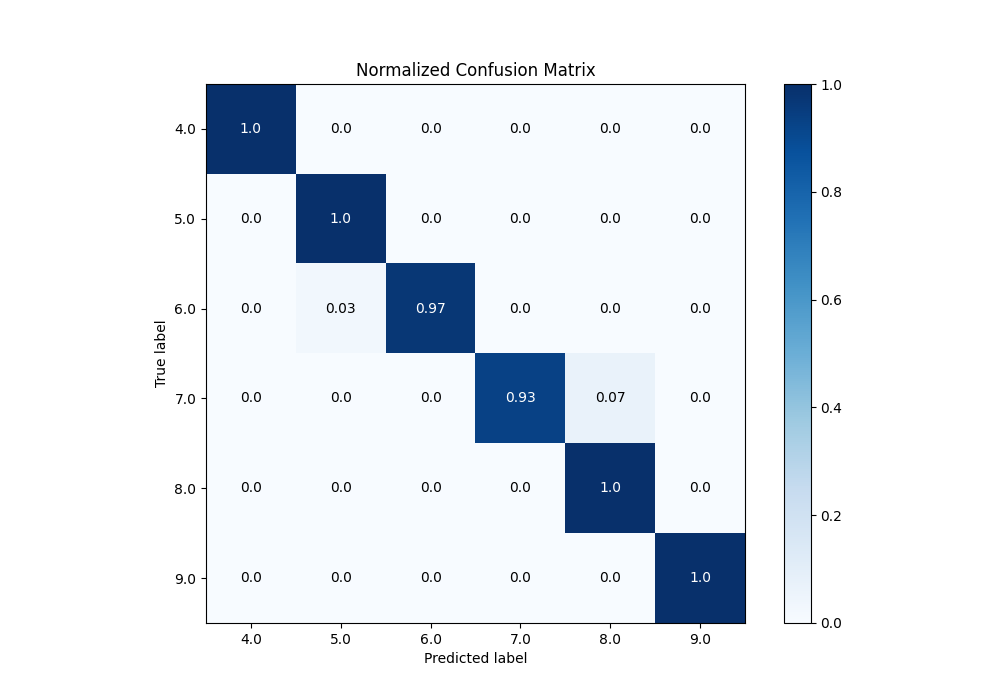 Normalized Confusion Matrix
True label
4.0 1.0 0.0 0.0 0.0 0.0 0.0
5.0 0.0 1.0 0.0 0.0 0.0 0.0
6.0 0.0 0.03 0.97 0.0 0.0 0.0
7.0 0.0 0.0 0.0 0.93 0.07 0.0
8.0 0.0 0.0 0.0 0.0 1.0 0.0
9.0 0.0 0.0 0.0 0.0 0.0 1.0
4.0 5.0 6.0 7.0 8.0 9.0
Predicted label
1.0
0.8
0.6
0.4
0.2
0.0